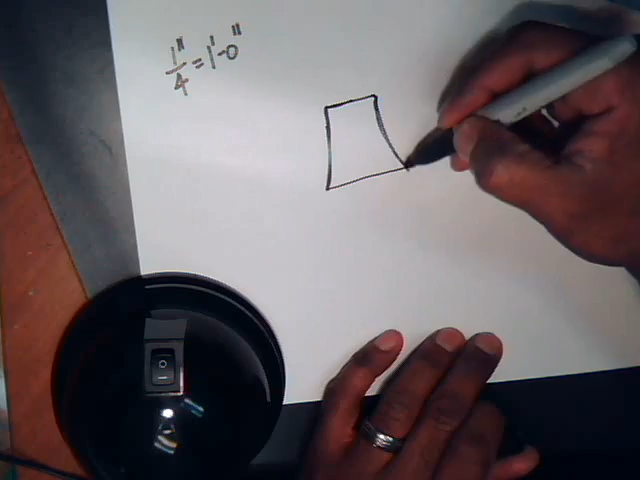 1/4" = 1'-0"